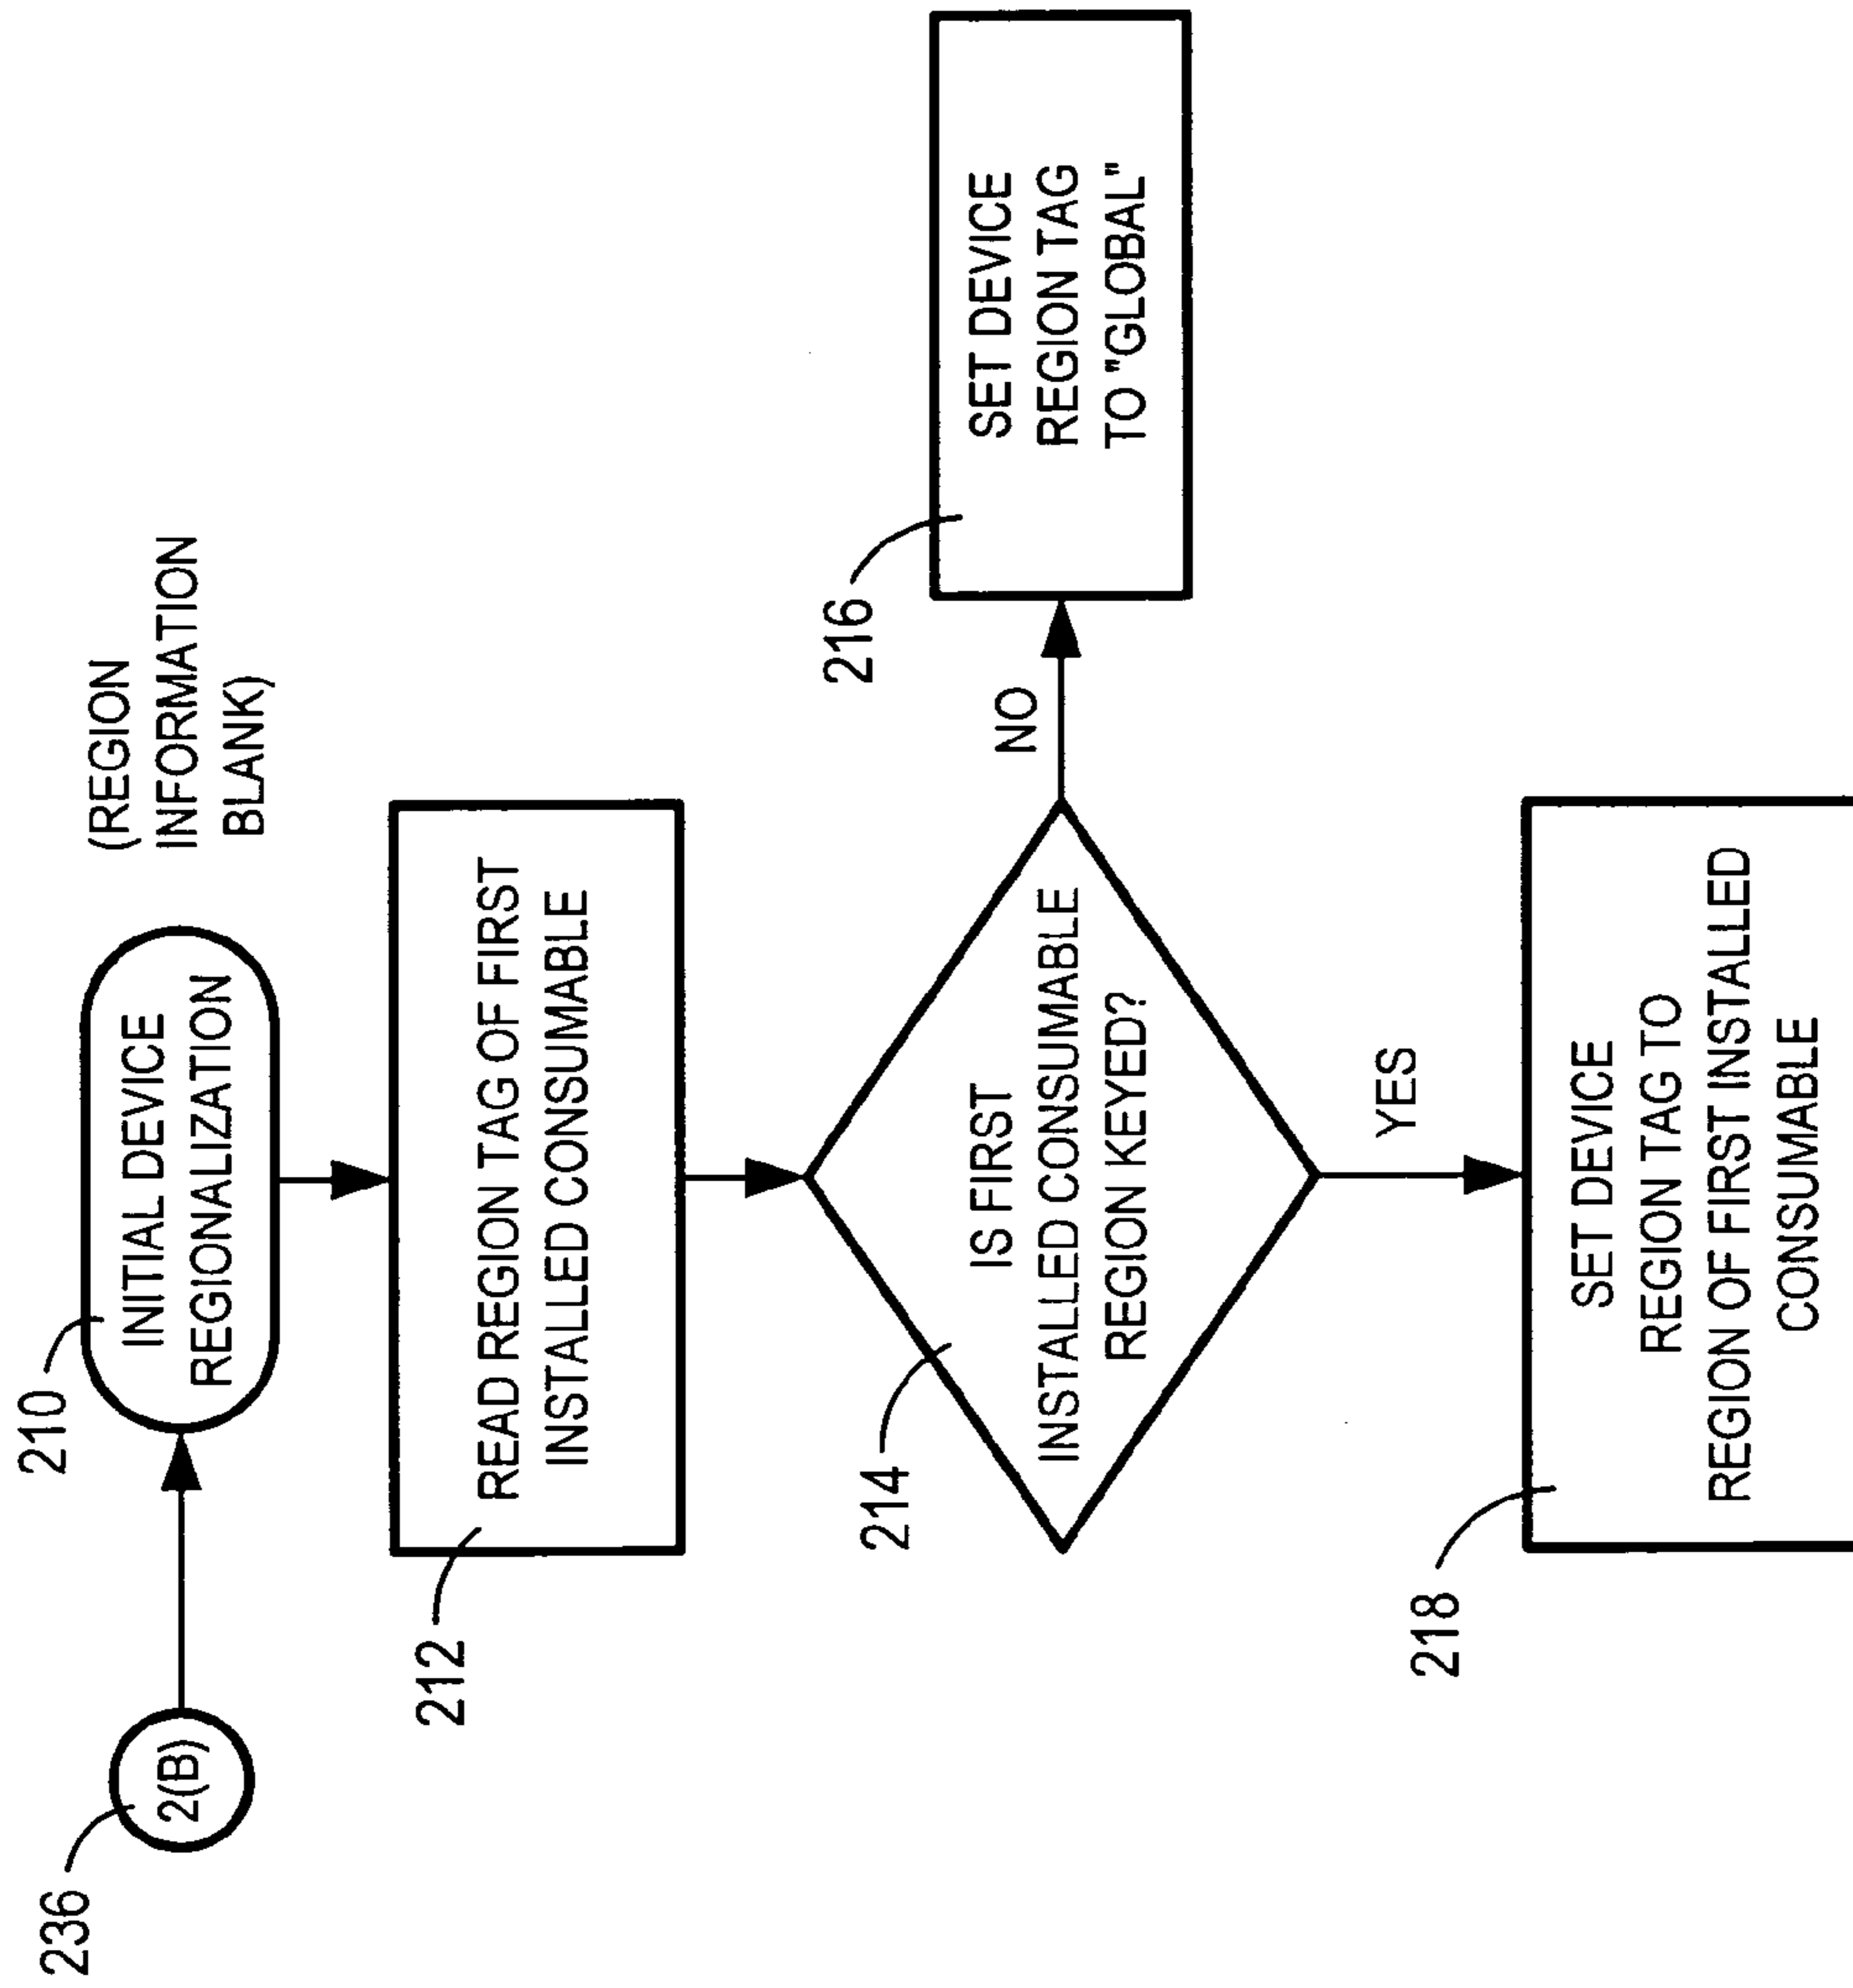 236
2(B)
210
INITIAL DEVICE
REGIONALIZATION
(REGION
INFORMATION
BLANK)
212
READ REGION TAG OF FIRST
INSTALLED CONSUMABLE
214
IS FIRST
INSTALLED CONSUMABLE
REGION KEYED?
NO
216
SET DEVICE
REGION TAG
TO "GLOBAL"
YES
218
SET DEVICE
REGION TAG TO
REGION OF FIRST INSTALLED
CONSUMABLE